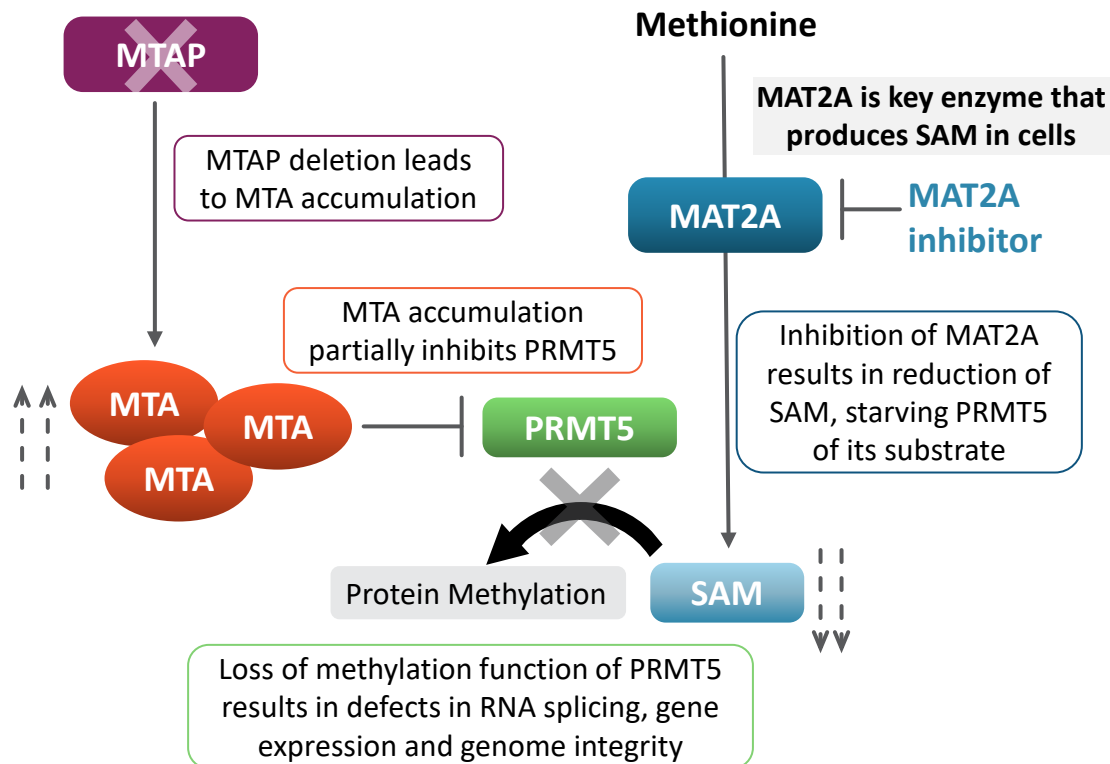 MTAP
Methionine
MAT2A is key enzyme that
produces SAM in cells
MTAP deletion leads
to MTA accumulation
MAT2A
MAT2A
inhibitor
MTA accumulation
partially inhibits PRMT5
Inhibition of MAT2A
results in reduction of
SAM, starving PRMT5
of its substrate
MTA
MTA
MTA
PRMT5
Protein Methylation
SAM
Loss of methylation function of PRMT5
results in defects in RNA splicing, gene
expression and genome integrity